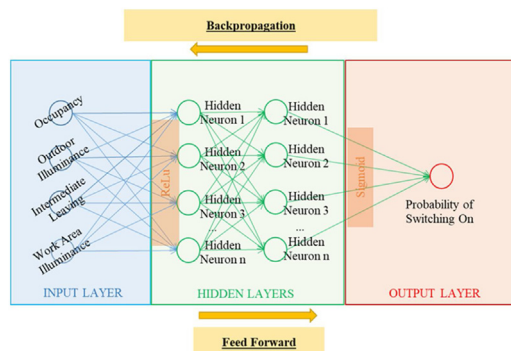 Backpropagation
Occupancy
Outdoor
Illuminance
Intermediate
Leaving
Work Area
Illuminance
ReLu
Hidden
Neuron 1
Hidden
Neuron 2
Hidden
Neuron 3
...
Hidden
Neuron n
Hidden
Neuron 1
Hidden
Neuron 2
Hidden
Neuron 3
...
Hidden
Neuron n
Sigmoid
Probability of
Switching On
INPUT LAYER
HIDDEN LAYERS
OUTPUT LAYER
Feed Forward